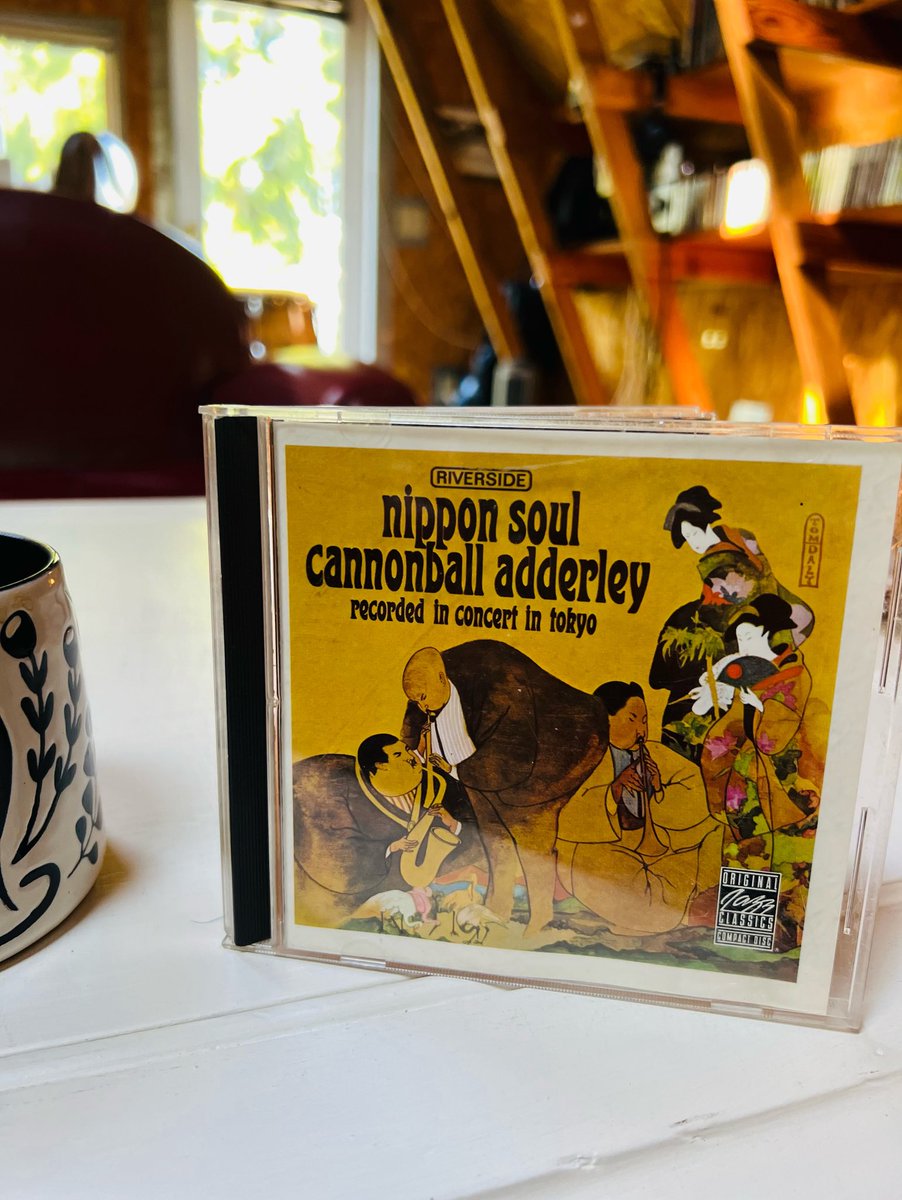 RIVERSIDE
nippon soul
cannonball adderley
recorded in concert in tokyo
TOMDALY
ORIGINAL
Jazz
CLASSICS
COMPACT DISC